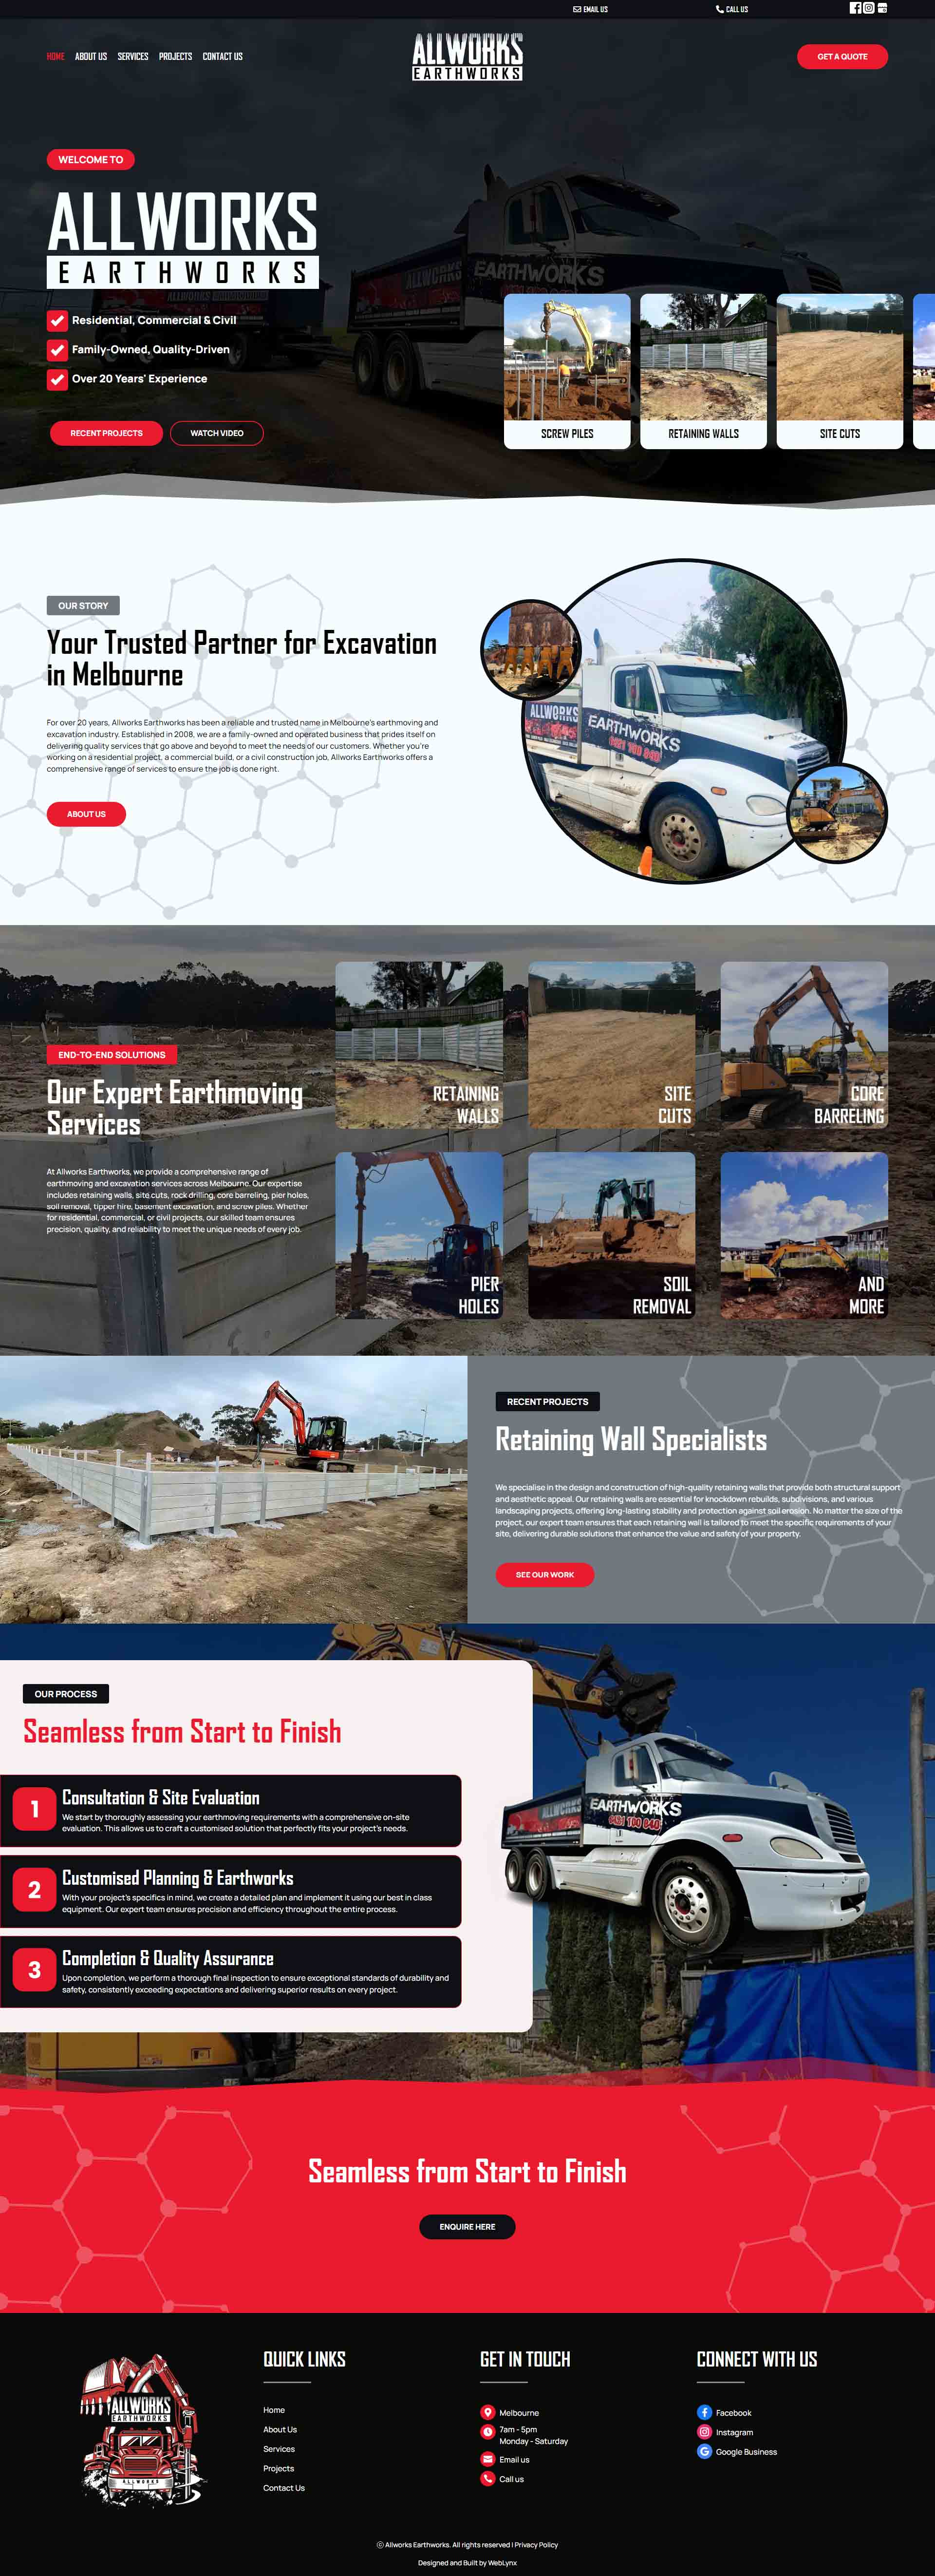 EMAIL US
CALL US
HOME
ABOUT US
SERVICES
PROJECTS
CONTACT US
ALLWORKS
EARTHWORKS
GET A QUOTE
WELCOME TO
ALLWORKS
EARTHWORKS
Residential, Commercial & Civil
Family-Owned, Quality-Driven
Over 20 Years' Experience
RECENT PROJECTS
WATCH VIDEO
ALLWORKS
EARTHWORKS
SCREW PILES
RETAINING WALLS
SITE CUTS
OUR STORY
Your Trusted Partner for Excavation
in Melbourne
For over 20 years, Allworks Earthworks has been a reliable and trusted name in Melbourne's earthmoving and
excavation industry. Established in 2008, we are a family-owned and operated business that prides itself on
delivering quality services that go above and beyond to meet the needs of our customers. Whether you're
working on a residential project, a commercial build, or a civil construction job, Allworks Earthworks offers a
comprehensive range of services to ensure the job is done right.
ABOUT US
ALLWORKS
EARTHWORKS
END-TO-END SOLUTIONS
Our Expert Earthmoving
Services
At Allworks Earthworks, we provide a comprehensive range of
earthmoving and excavation services across Melbourne. Our expertise
includes retaining walls, site cuts, rock drilling, core barreling, pier holes,
soil removal, tipper hire, basement excavation, and screw piles. Whether
for residential, commercial, or civil projects, our skilled team ensures
precision, quality, and reliability to meet the unique needs of every job.
RETAINING
WALLS
SITE
CUTS
CORE
BARRELING
PIER
HOLES
SOIL
REMOVAL
AND
MORE
RECENT PROJECTS
Retaining Wall Specialists
We specialise in the design and construction of high-quality retaining walls that provide both structural support
and aesthetic appeal. Our retaining walls are essential for knockdown rebuilds, subdivisions, and various
landscaping projects, offering long-lasting stability and protection against soil erosion. No matter the size of the
project, our expert team ensures that each retaining wall is tailored to meet the specific requirements of your
site, delivering durable solutions that enhance the value and safety of your property.
SEE OUR WORK
OUR PROCESS
Seamless from Start to Finish
1
Consultation & Site Evaluation
We start by thoroughly assessing your earthmoving requirements with a comprehensive on-site
evaluation. This allows us to craft a customised solution that perfectly fits your project's needs.
2
Customised Planning & Earthworks
With your project's specifics in mind, we create a detailed plan and implement it using our best in class
equipment. Our expert team ensures precision and efficiency throughout the entire process.
3
Completion & Quality Assurance
Upon completion, we perform a thorough final inspection to ensure exceptional standards of durability and
safety, consistently exceeding expectations and delivering superior results on every project.
ALLWORKS
EARTHWORKS
Seamless from Start to Finish
ENQUIRE HERE
ALLWORKS
EARTHWORKS
ALLWORKS
QUICK LINKS
Home
About Us
Services
Projects
Contact Us
GET IN TOUCH
Melbourne
7am - 5pm
Monday - Saturday
Email us
Call us
CONNECT WITH US
Facebook
Instagram
Google Business
© Allworks Earthworks. All rights reserved | Privacy Policy
Designed and Built by WebLynx